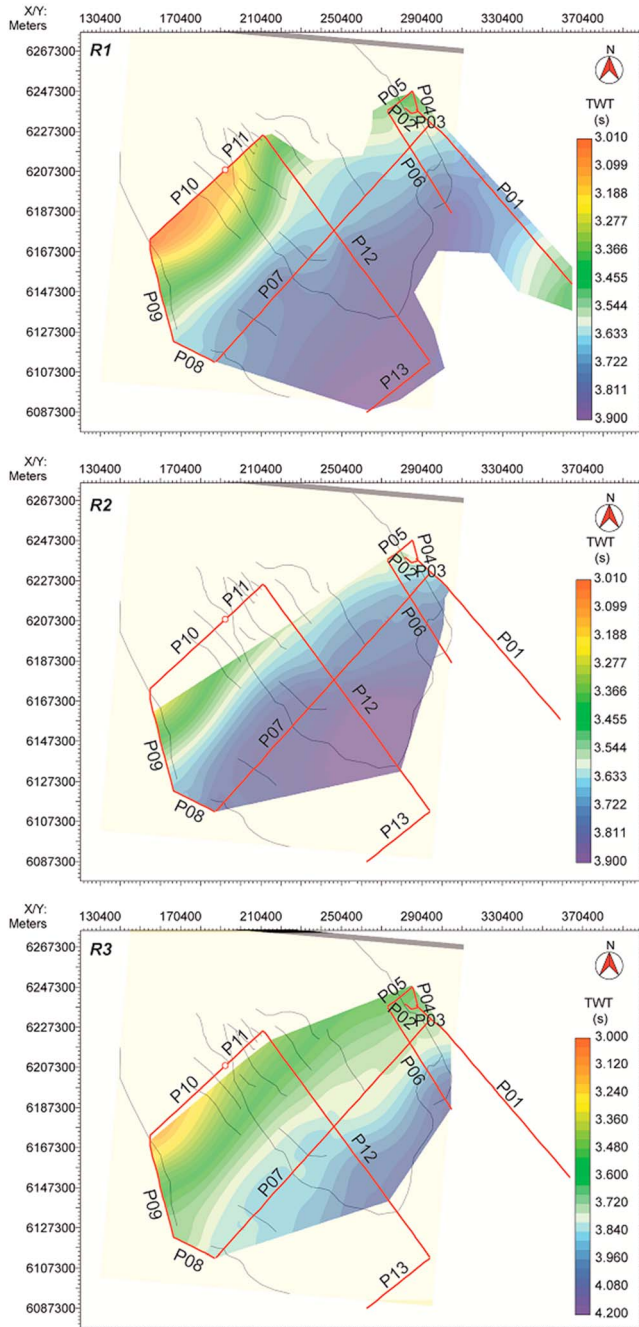 X/Y: 130400 170400 210400 250400 290400 330400 370400
Meters
6267300
R1
N
6247300
P05
P04
TWT
(s)
6227300
P11
P02
P03
3.010
3.099
6207300
P10
P06
P01
3.188
6187300
3.277
3.366
6167300
P12
3.455
P07
3.544
6147300
P09
3.633
6127300
3.722
P08
P13
3.811
6107300
3.900
6087300
X/Y: 130400 170400 210400 250400 290400 330400 370400
Meters
6267300
R2
N
6247300
P05
P04
TWT
(s)
6227300
P11
P02
P03
3.010
3.099
6207300
P10
P06
P01
3.188
6187300
3.277
3.366
6167300
P12
3.455
P07
3.544
6147300
P09
3.633
6127300
3.722
P08
P13
3.811
6107300
3.900
6087300
X/Y: 130400 170400 210400 250400 290400 330400 370400
Meters
6267300
R3
N
6247300
P05
P04
TWT
(s)
6227300
P11
P02
P03
3.000
3.120
6207300
P10
P06
P01
3.240
6187300
3.360
3.480
6167300
P12
3.600
P07
3.720
6147300
P09
3.840
6127300
3.960
P08
P13
4.080
6107300
4.200
6087300